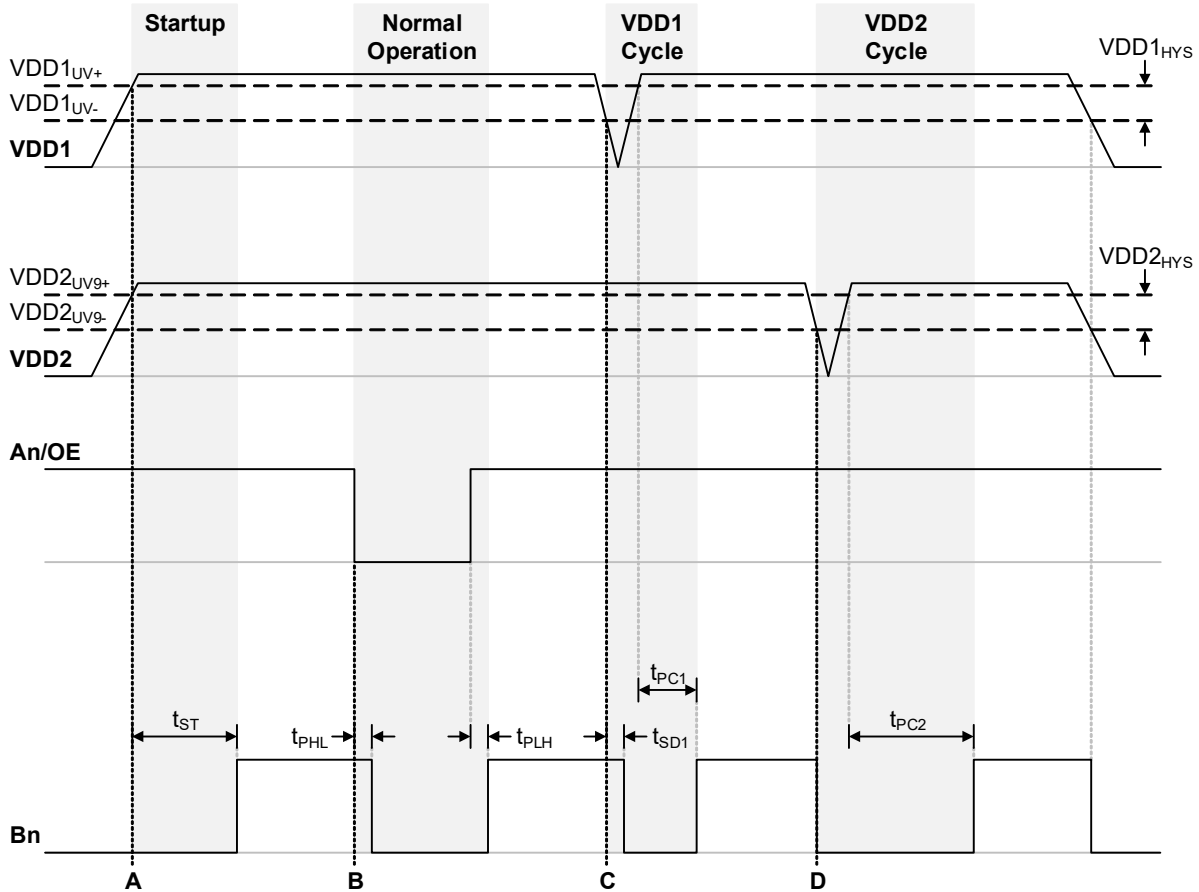 Startup
Normal
Operation
VDD1
Cycle
VDD2
Cycle
VDD1HYS
VDD1UV+
VDD1UV-
VDD1
VDD2HYS
VDD2UV9+
VDD2UV9-
VDD2
An/OE
tPC1
tST
tPHL
tPLH
tSD1
tPC2
Bn
A
B
C
D